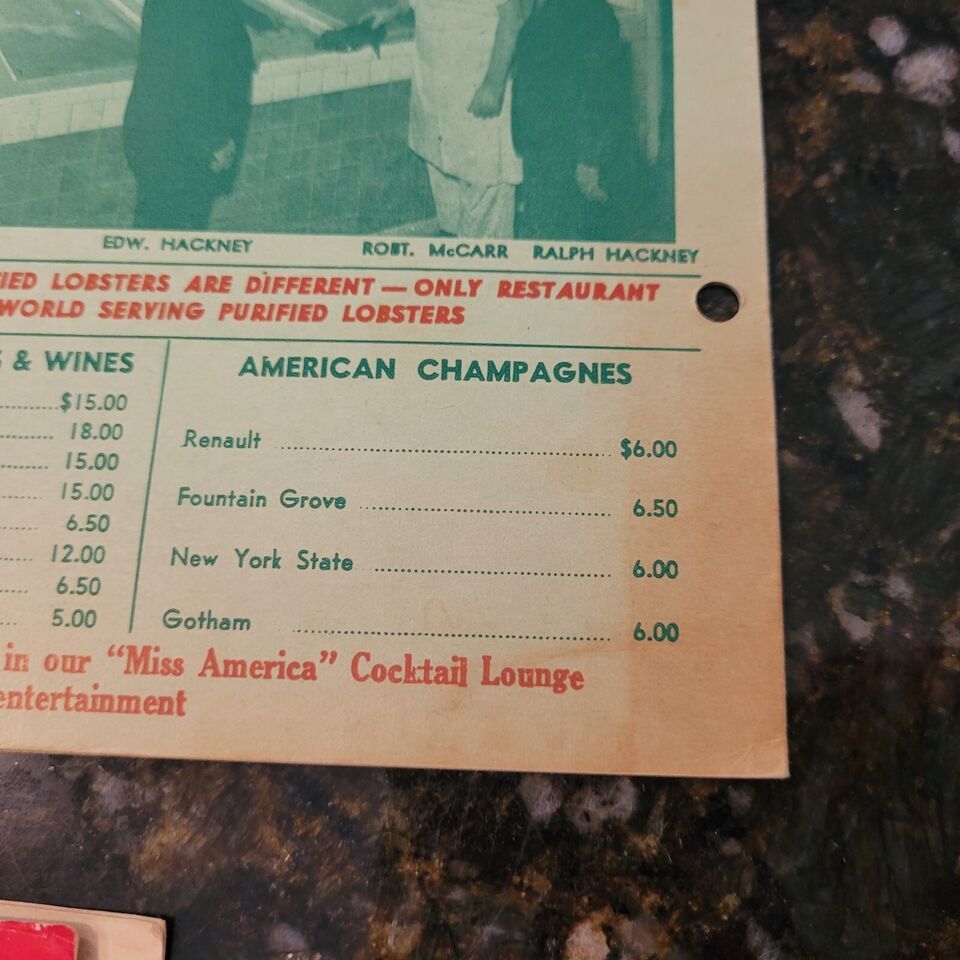 EDW. HACKNEY ROBT. McCARR RALPH HACKNEY
LOBSTERS ARE DIFFERENT — ONLY RESTAURANT
WORLD SERVING PURIFIED LOBSTERS
& WINES
$15.00
18.00
15.00
15.00
6.50
12.00
6.50
5.00
AMERICAN CHAMPAGNES
Renault $6.00
Fountain Grove 6.50
New York State 6.00
Gotham 6.00
in our “Miss America” Cocktail Lounge
entertainment